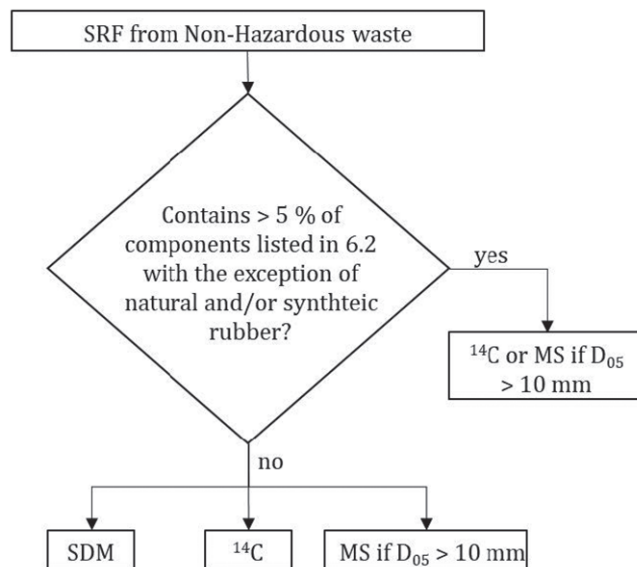 SRF from Non-Hazardous waste
Contains > 5 % of
components listed in 6.2
with the exception of
natural and/or synthteic
rubber?
yes
¹⁴C or MS if D₀₅
> 10 mm
no
SDM
¹⁴C
MS if D₀₅ > 10 mm